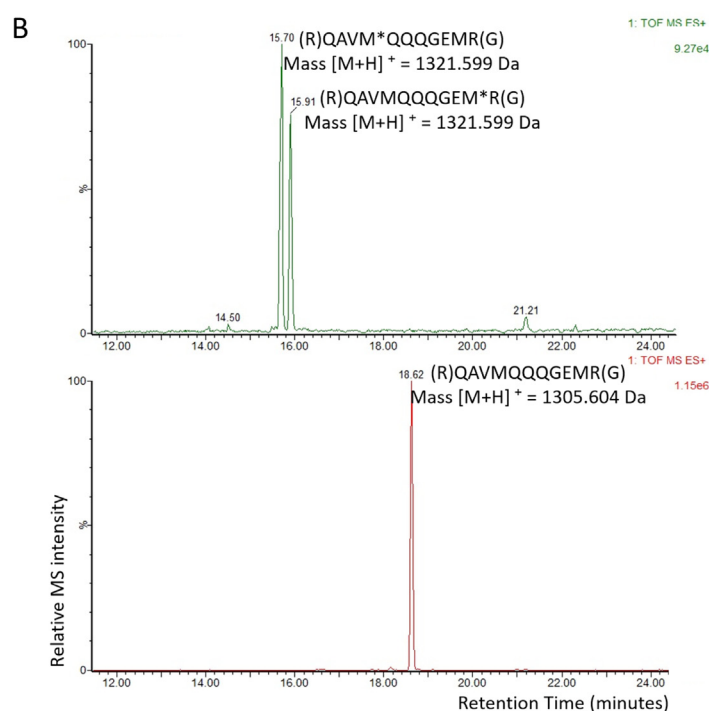 B
1: TOF MS ES+
9.27e4
100
15.70
(R)QAVM*QQQGEMR(G)
Mass [M+H] + = 1321.599 Da
15.91
(R)QAVMQQQGEM*R(G)
Mass [M+H] + = 1321.599 Da
%
14.50
21.21
0
12.00 14.00 16.00 18.00 20.00 22.00 24.00
1: TOF MS ES+
1.15e6
100
18.62
(R)QAVMQQQGEMR(G)
Mass [M+H] + = 1305.604 Da
%
Relative MS intensity
0
12.00 14.00 16.00 18.00 20.00 22.00 24.00
Retention Time (minutes)